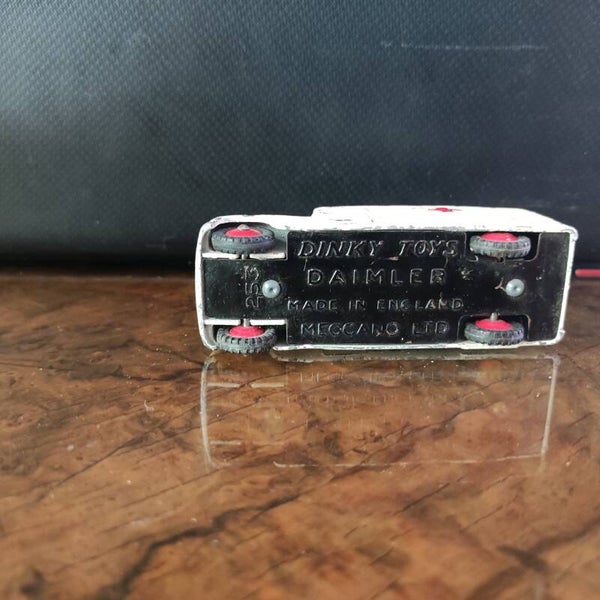 DINKY TOYS
DAIMLER
MADE IN ENGLAND
MECCANO LTD
253